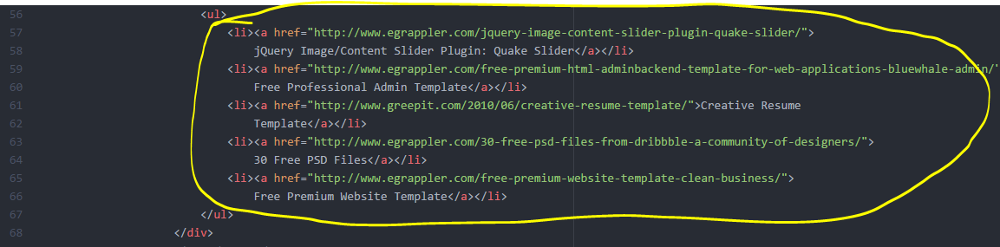 56 <ul>
57 <li><a href="http://www.egrappler.com/jquery-image-content-slider-plugin-quake-slider/">
58 jQuery Image/Content Slider Plugin: Quake Slider</a></li>
59 <li><a href="http://www.egrappler.com/free-premium-html-adminbackend-template-for-web-applications-bluewhale-admin/"
60 Free Professional Admin Template</a></li>
61 <li><a href="http://www.greepit.com/2010/06/creative-resume-template/">Creative Resume
62 Template</a></li>
63 <li><a href="http://www.egrappler.com/30-free-psd-files-from-dribbble-a-community-of-designers/">
64 30 Free PSD Files</a></li>
65 <li><a href="http://www.egrappler.com/free-premium-website-template-clean-business/">
66 Free Premium Website Template</a></li>
67 </ul>
68 </div>